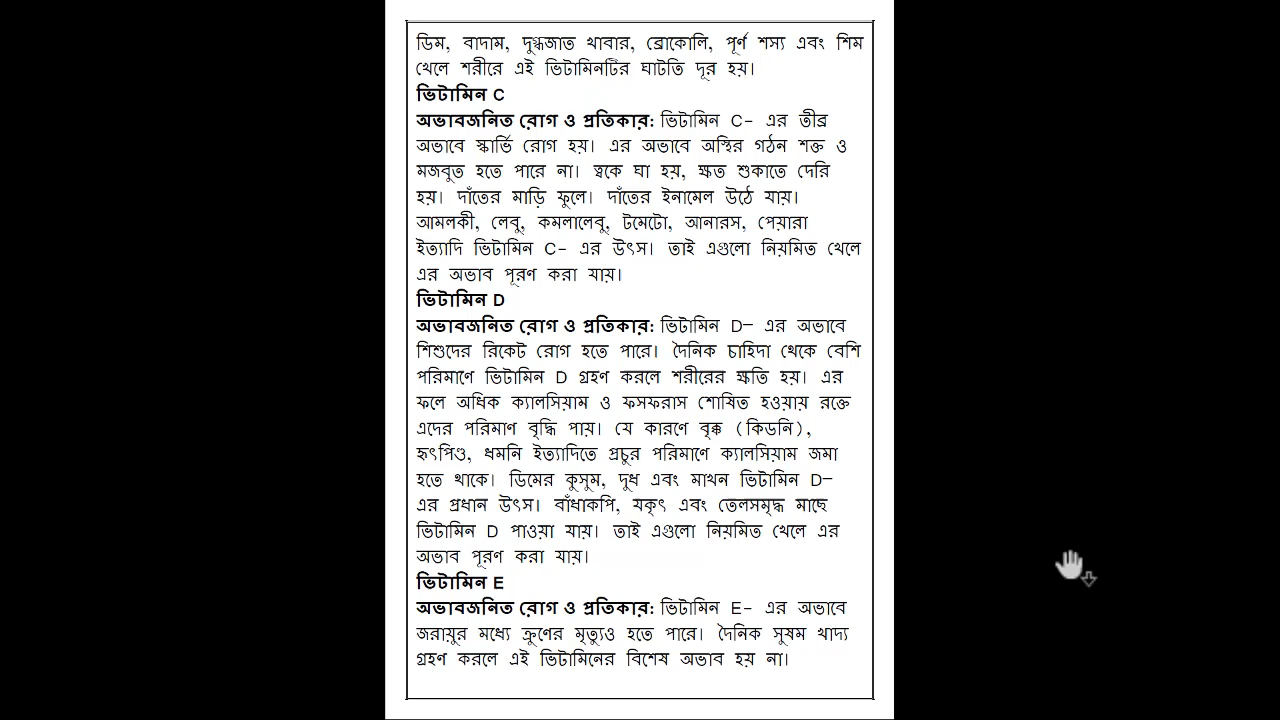 ডিম, বাদাম, দুগ্ধজাত খাবার, ব্রোকোলি, পূর্ণ শস্য এবং শিম
খেলে শরীরে এই ভিটামিনটির ঘাটতি দূর হয়।
ভিটামিন C
অভাবজনিত রোগ ও প্রতিকার: ভিটামিন C- এর তীব্র
অভাবে স্কার্ভি রোগ হয়। এর অভাবে অস্থির গঠন শক্ত ও
মজবুত হতে পারে না। ত্বকে ঘা হয়, ক্ষত শুকাতে দেরি
হয়। দাঁতের মাড়ি ফুলে। দাঁতের ইনামেল উঠে যায়।
আমলকী, লেবু, কমলালেবু, টমেটো, আনারস, পেয়ারা
ইত্যাদি ভিটামিন C- এর উৎস। তাই এগুলো নিয়মিত খেলে
এর অভাব পূরণ করা যায়।
ভিটামিন D
অভাবজনিত রোগ ও প্রতিকার: ভিটামিন D– এর অভাবে
শিশুদের রিকেট রোগ হতে পারে। দৈনিক চাহিদা থেকে বেশি
পরিমাণে ভিটামিন D গ্রহণ করলে শরীরের ক্ষতি হয়। এর
ফলে অধিক ক্যালসিয়াম ও ফসফরাস শোষিত হওয়ায় রক্তে
এদের পরিমাণ বৃদ্ধি পায়। যে কারণে বৃক্ক (কিডনি),
হৃৎপিণ্ড, ধমনি ইত্যাদিতে প্রচুর পরিমাণে ক্যালসিয়াম জমা
হতে থাকে। ডিমের কুসুম, দুধ এবং মাখন ভিটামিন D–
এর প্রধান উৎস। বাঁধাকপি, যকৃৎ এবং তেলসমৃদ্ধ মাছে
ভিটামিন D পাওয়া যায়। তাই এগুলো নিয়মিত খেলে এর
অভাব পূরণ করা যায়।
ভিটামিন E
অভাবজনিত রোগ ও প্রতিকার: ভিটামিন E- এর অভাবে
জরায়ুর মধ্যে ভ্রুণের মৃত্যুও হতে পারে। দৈনিক সুষম খাদ্য
গ্রহণ করলে এই ভিটামিনের বিশেষ অভাব হয় না।